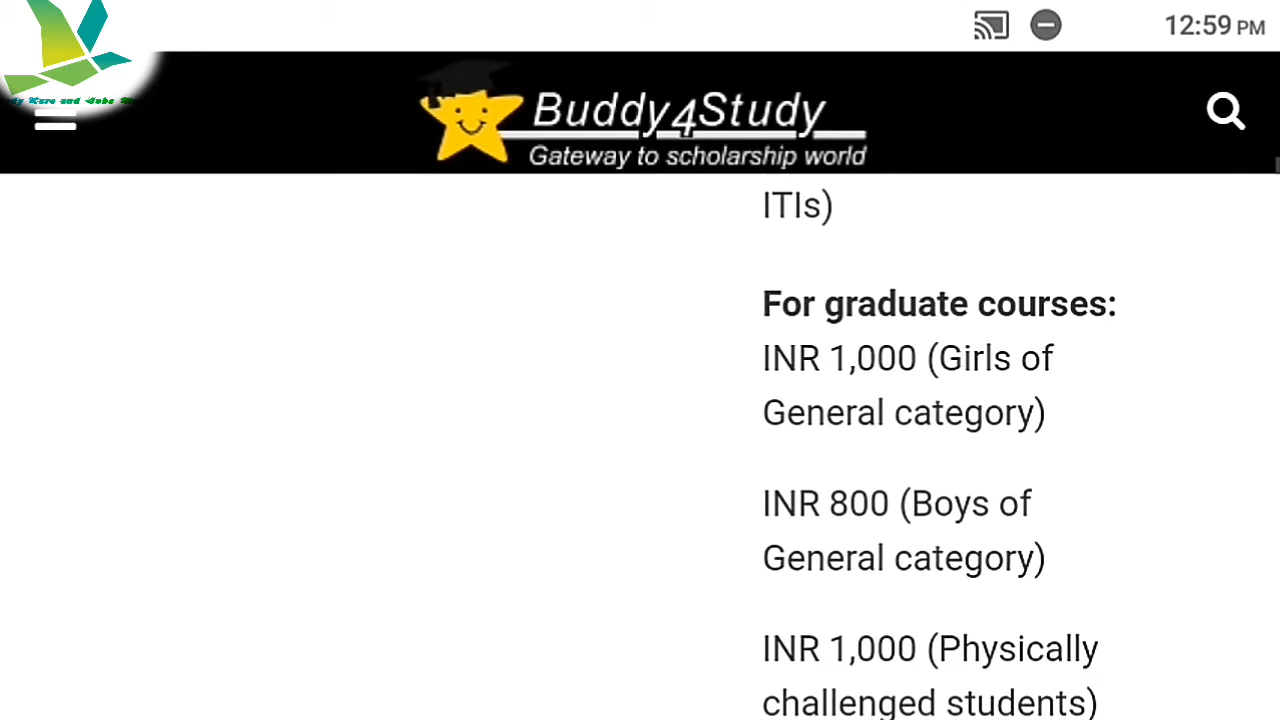 12:59 PM
Buddy4Study
Gateway to scholarship world
ITIs)
For graduate courses:
INR 1,000 (Girls of
General category)
INR 800 (Boys of
General category)
INR 1,000 (Physically
challenged students)